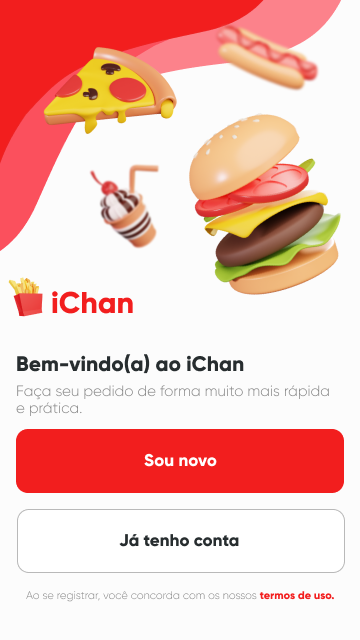 iChan
Bem-vindo(a) ao iChan
Faça seu pedido de forma muito mais rápida
e prática.
Sou novo
Já tenho conta
Ao se registrar, você concorda com os nossos termos de uso.